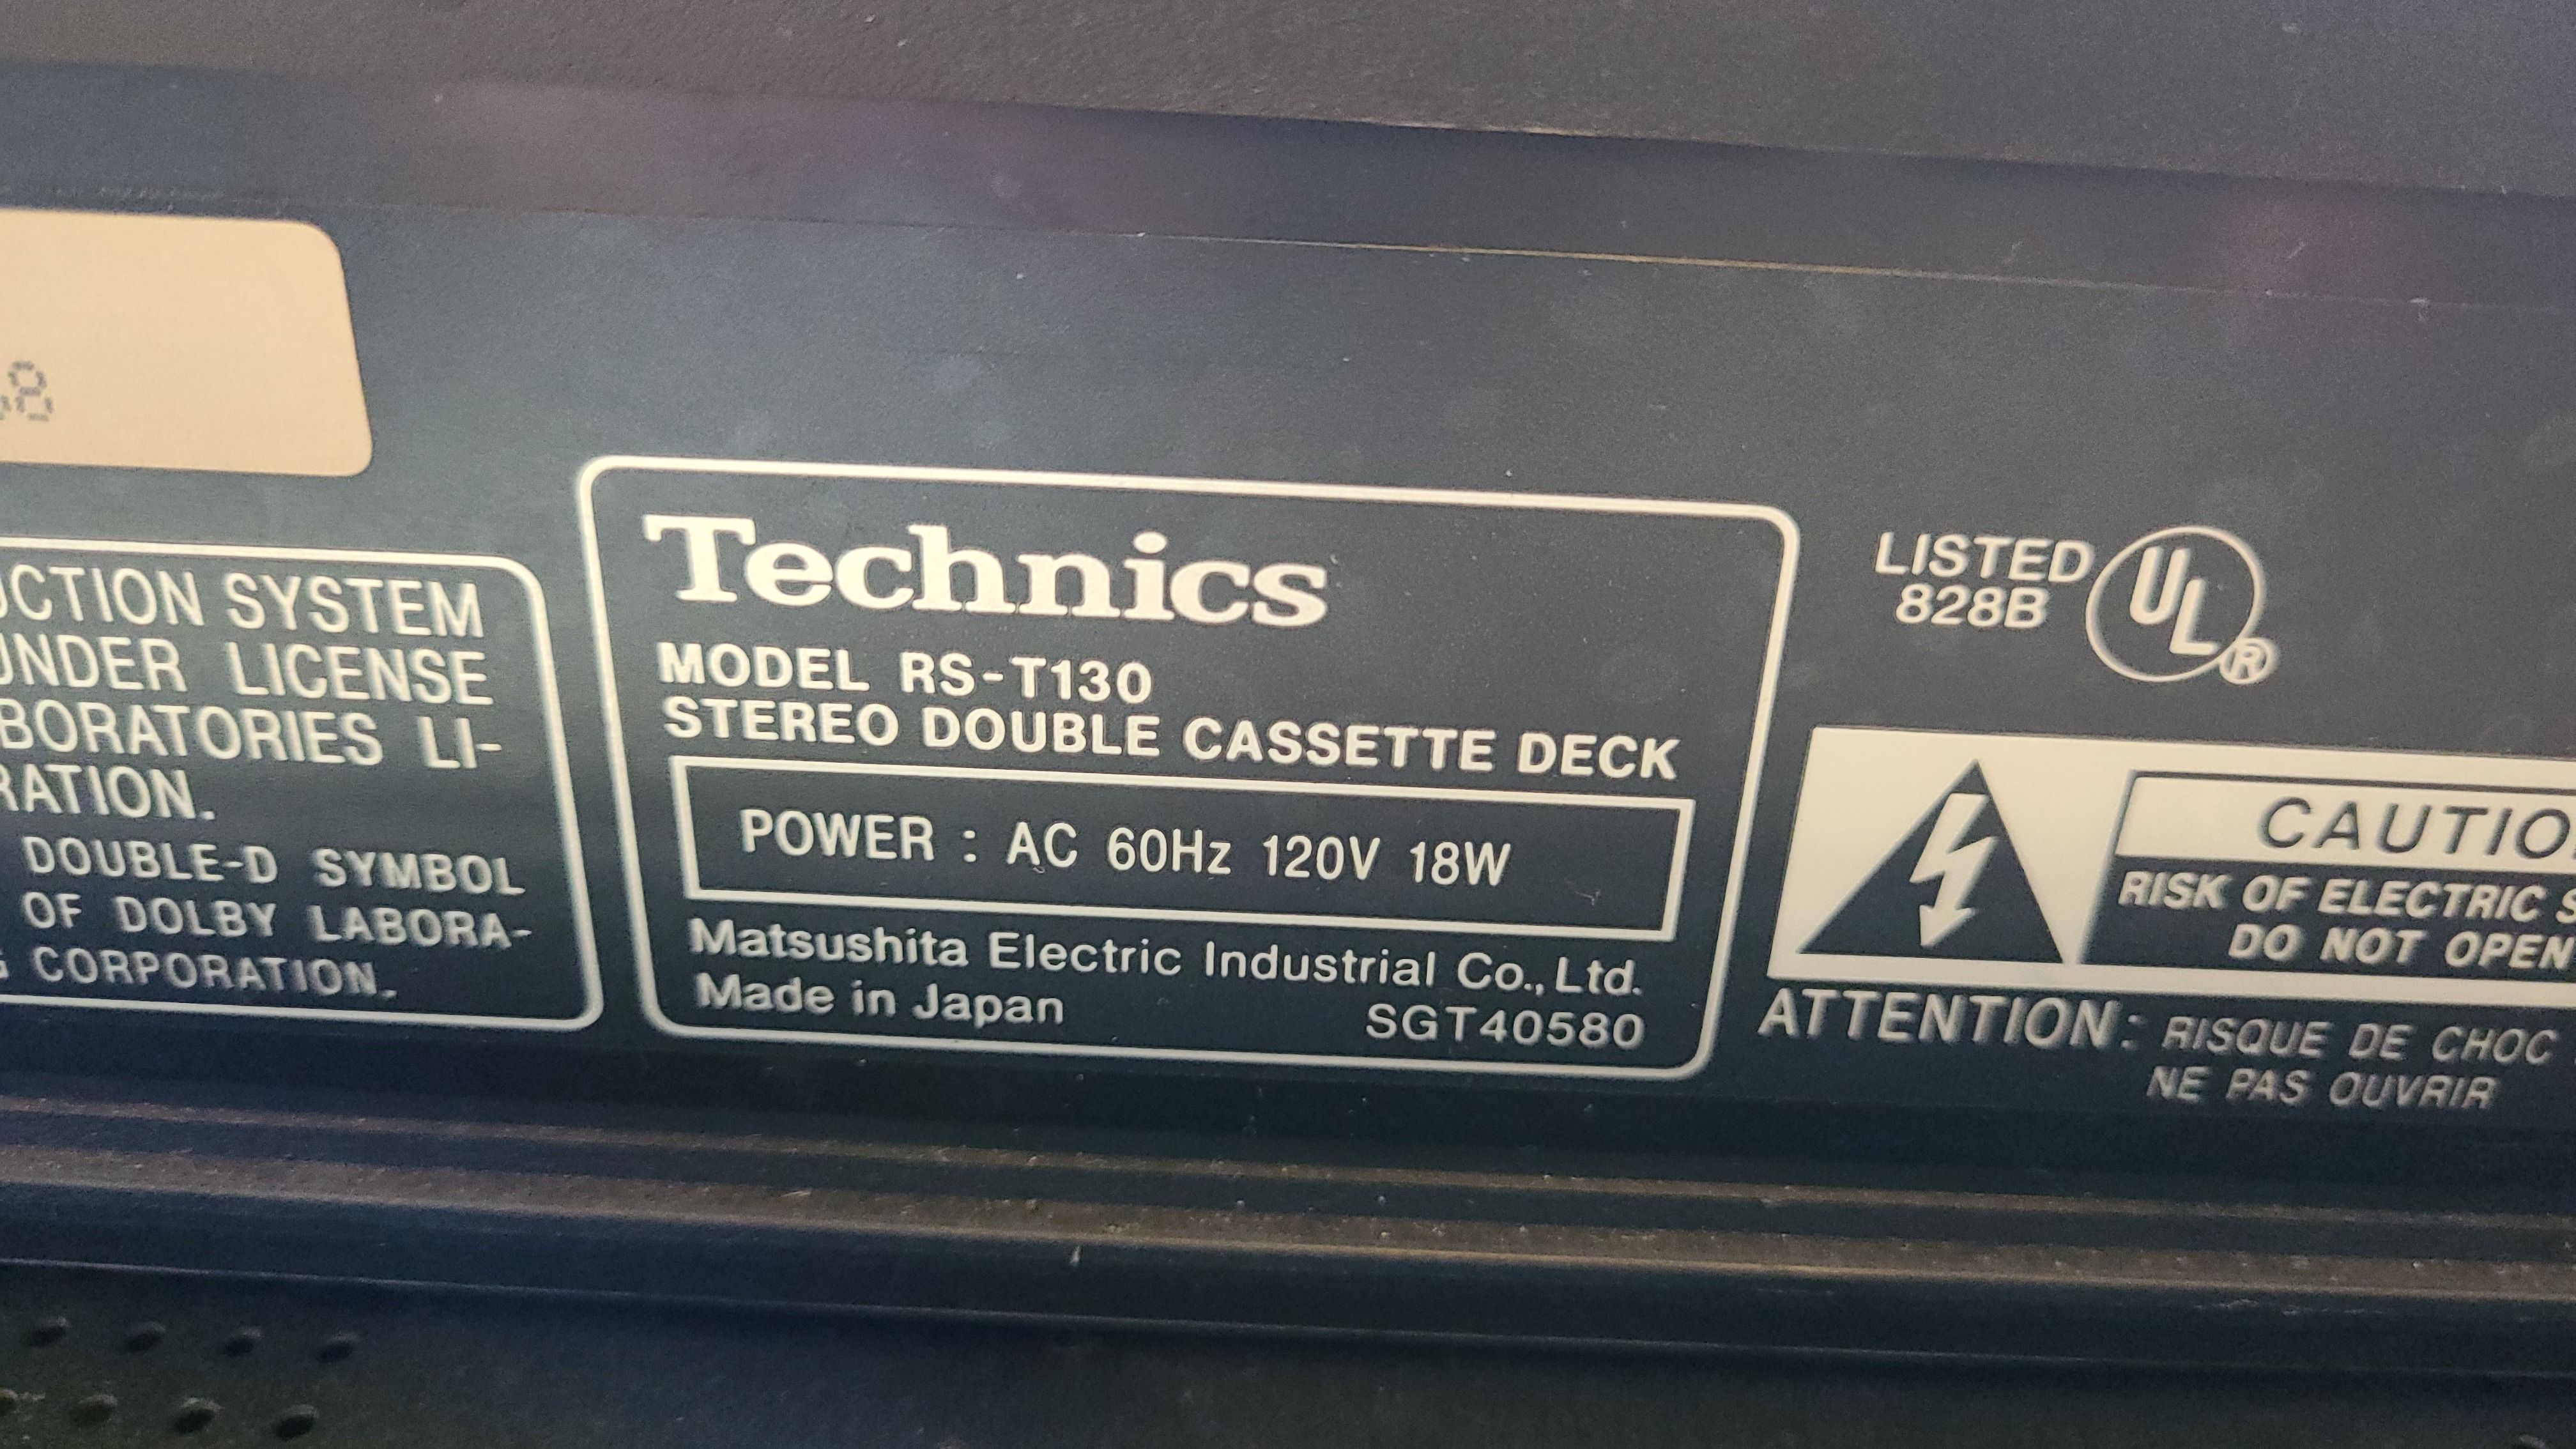 8
CTION SYSTEM
UNDER LICENSE
BORATORIES LI-
RATION.
DOUBLE-D SYMBOL
OF DOLBY LABORA-
CORPORATION.
Technics
MODEL RS-T130
STEREO DOUBLE CASSETTE DECK
POWER : AC 60Hz 120V 18W
Matsushita Electric Industrial Co., Ltd.
Made in Japan SGT40580
LISTED UL ®
828B
CAUTIO
RISK OF ELECTRIC S
DO NOT OPEN
ATTENTION: RISQUE DE CHOC
NE PAS OUVRIR